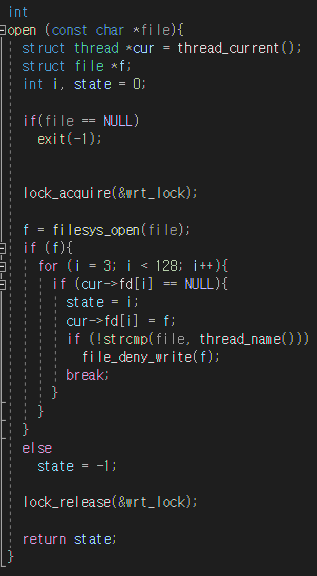 int
open (const char *file){
struct thread *cur = thread_current();
struct file *f;
int i, state = 0;
if(file == NULL)
exit(-1);
lock_acquire(&wrt_lock);
f = filesys_open(file);
if (f){
for (i = 3; i < 128; i++){
if (cur->fd[i] == NULL){
state = i;
cur->fd[i] = f;
if (!strcmp(file, thread_name()))
file_deny_write(f);
break;
}
}
}
else
state = -1;
lock_release(&wrt_lock);
return state;
}